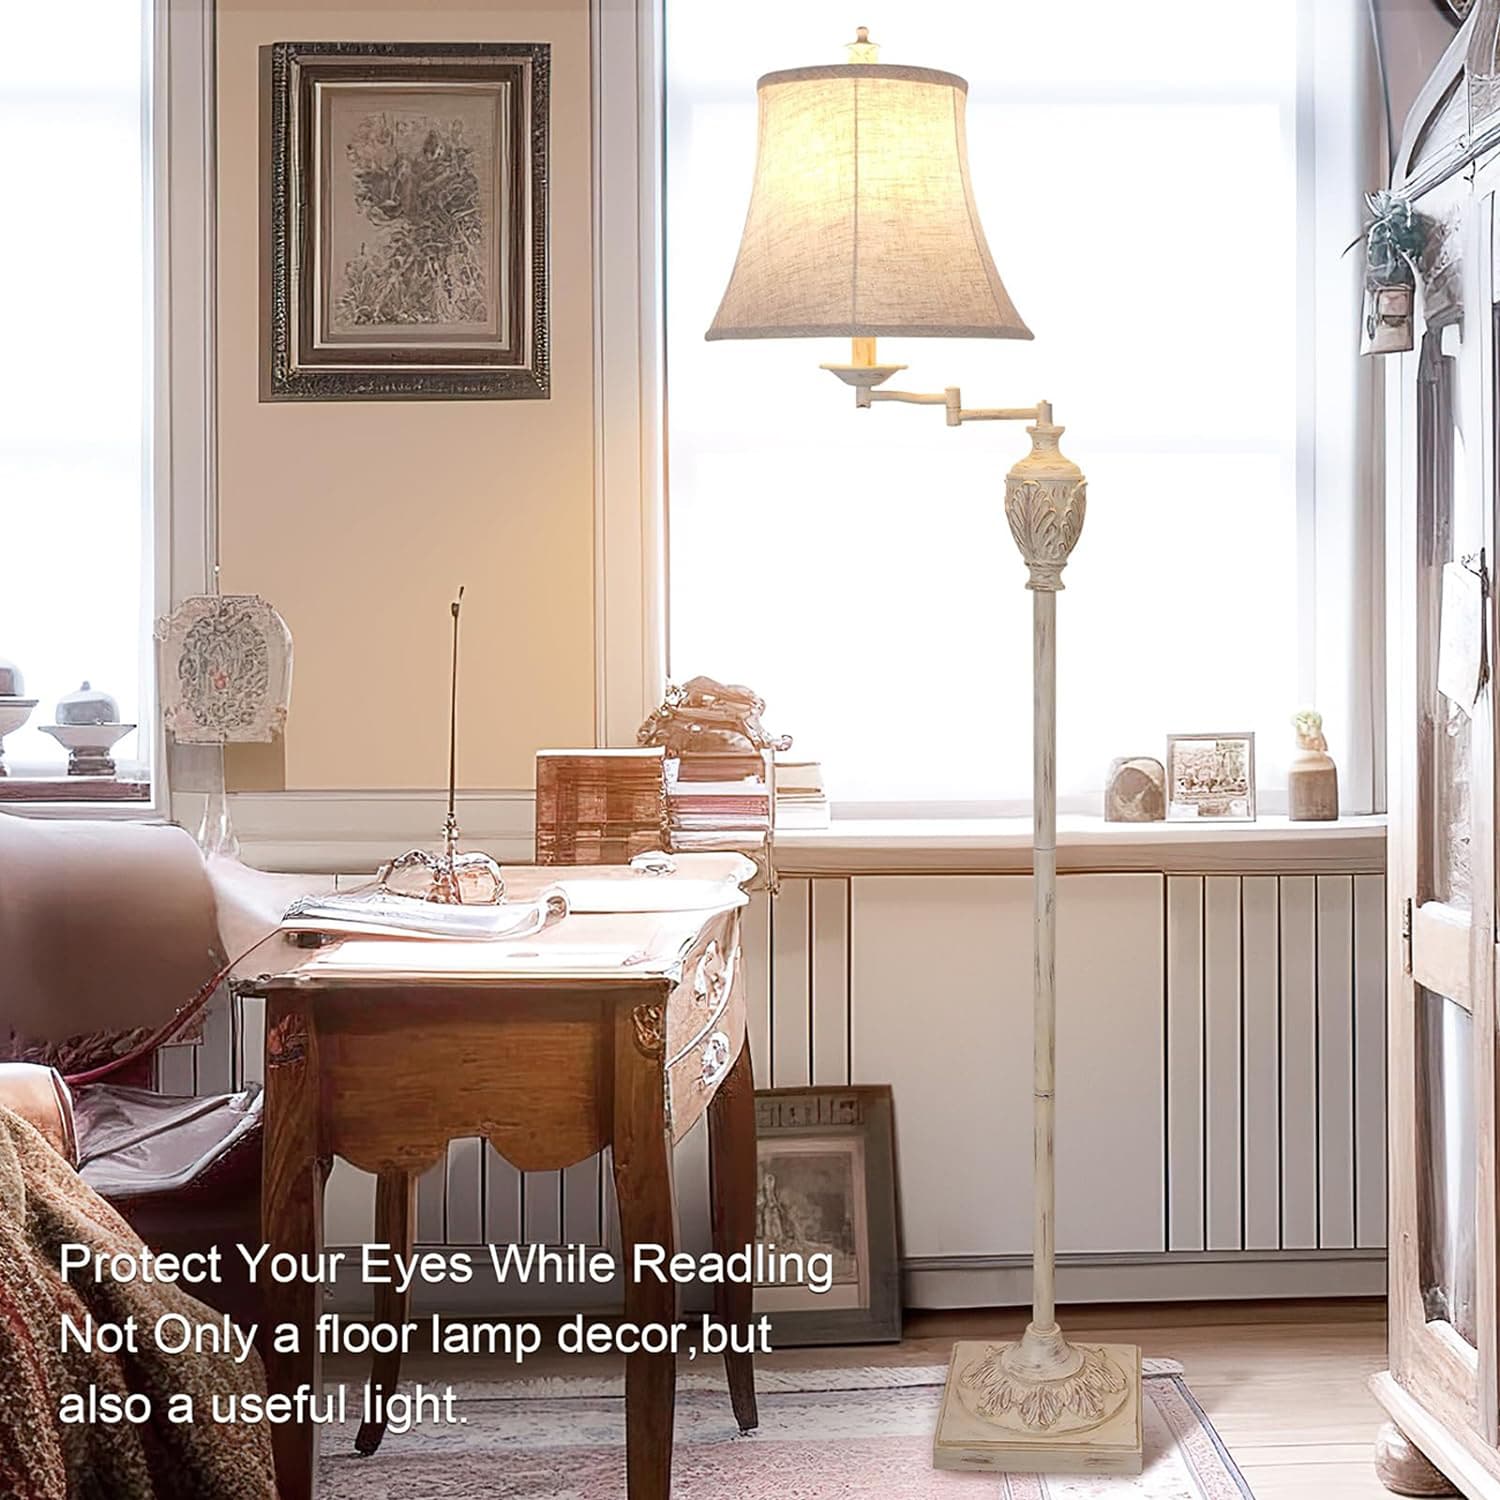 Protect Your Eyes While Readling
Not Only a floor lamp decor,but
also a useful light.